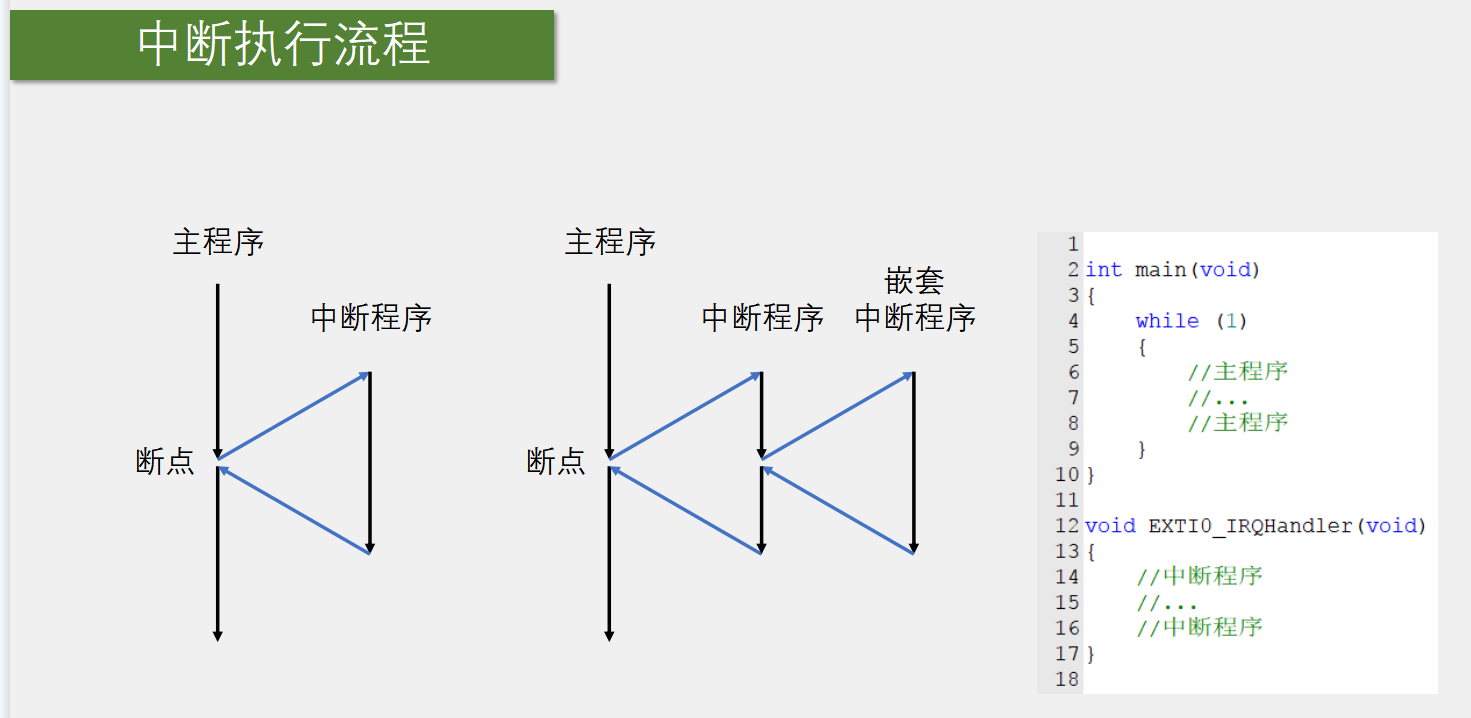 中断执行流程
主程序
中断程序
断点
主程序
嵌套
中断程序
中断程序
断点
1
2 int main(void)
3 {
4     while (1)
5     {
6         //主程序
7         //...
8         //主程序
9     }
10 }
11
12 void EXTI0_IRQHandler(void)
13 {
14     //中断程序
15     //...
16     //中断程序
17 }
18